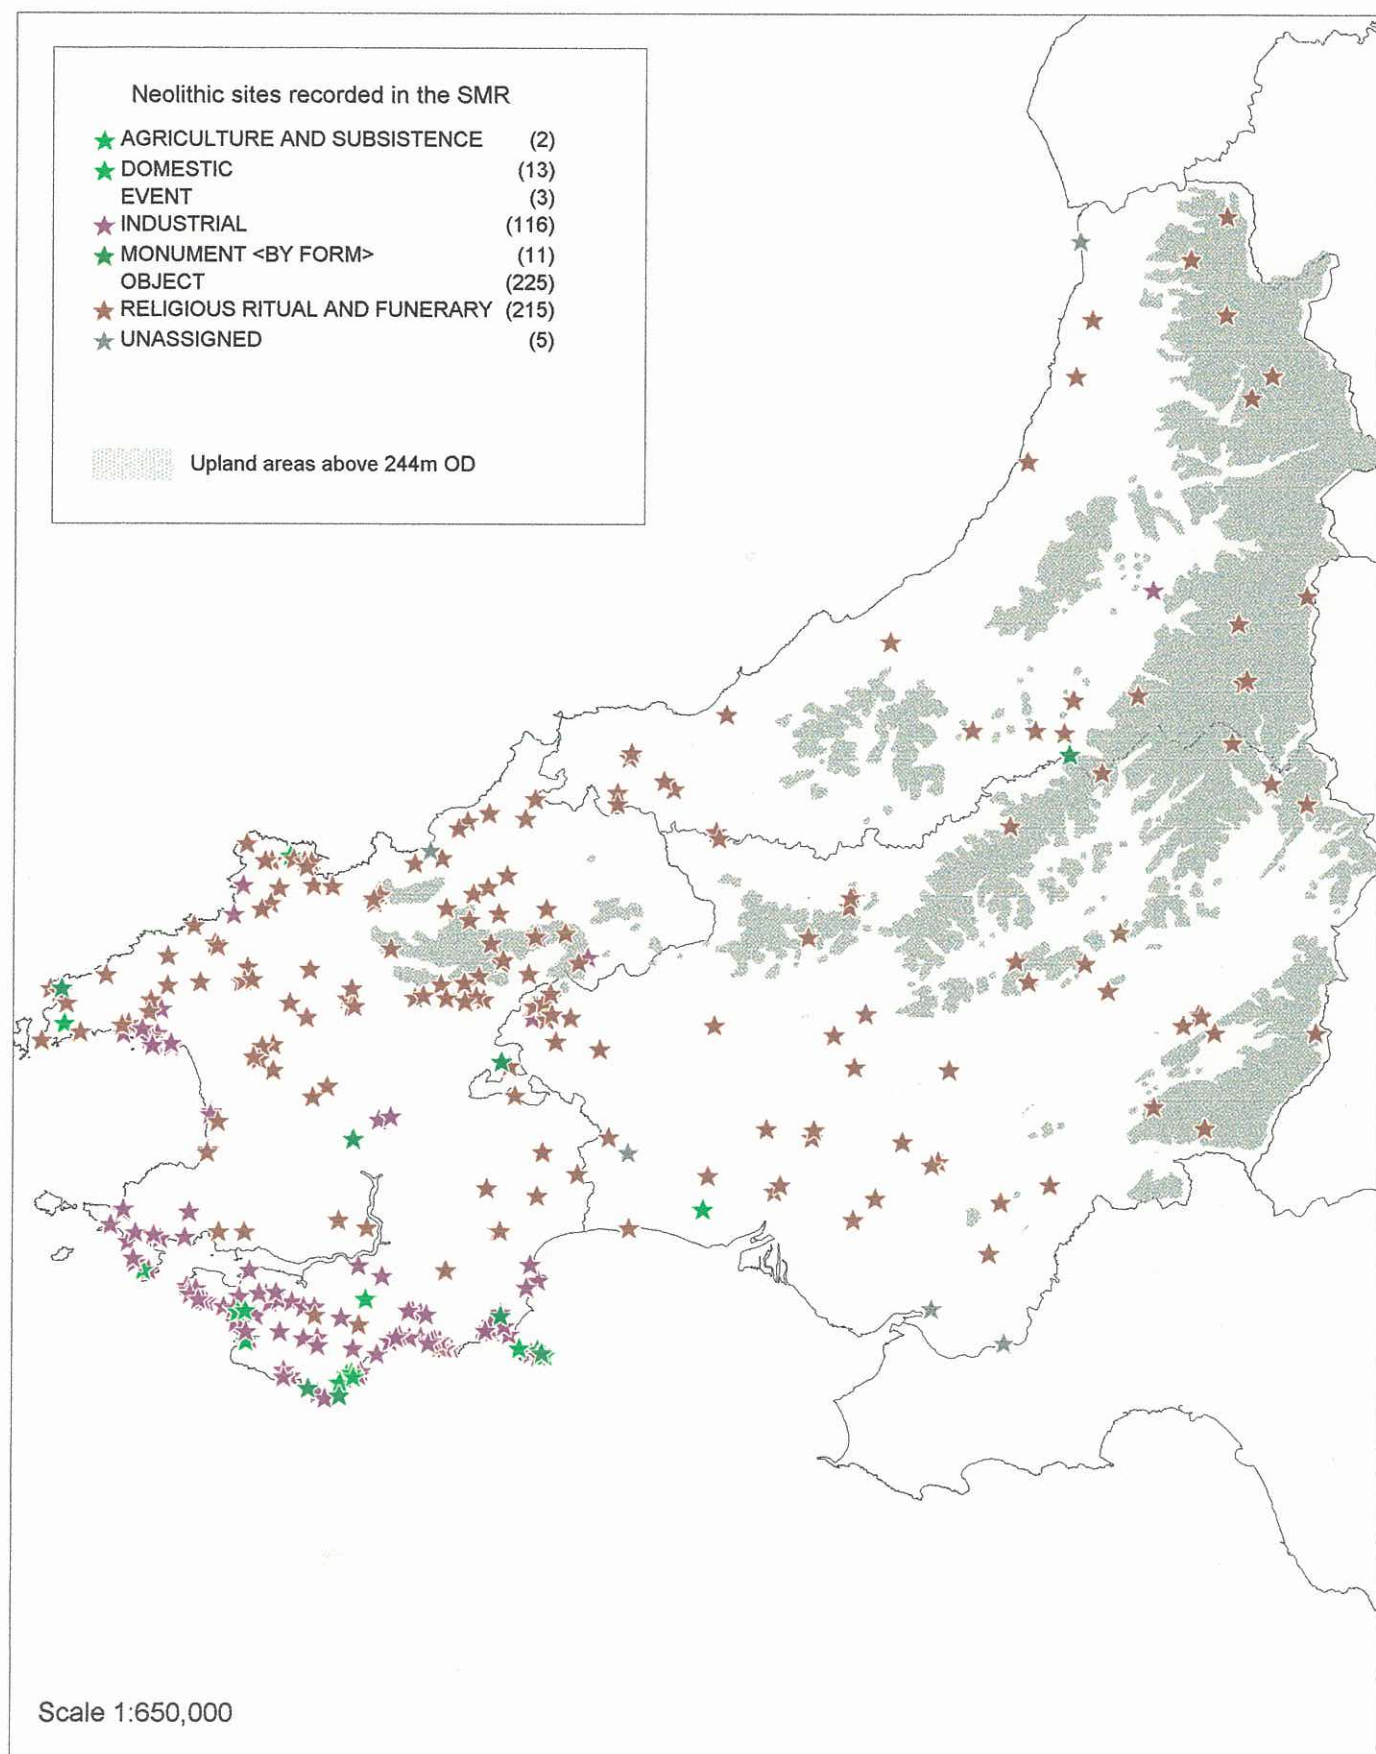 Neolithic sites recorded in the SMR
AGRICULTURE AND SUBSISTENCE (2)
DOMESTIC (13)
EVENT (3)
INDUSTRIAL (116)
MONUMENT <BY FORM> (11)
OBJECT (225)
RELIGIOUS RITUAL AND FUNERARY (215)
UNASSIGNED (5)
Upland areas above 244m OD
Scale 1:650,000